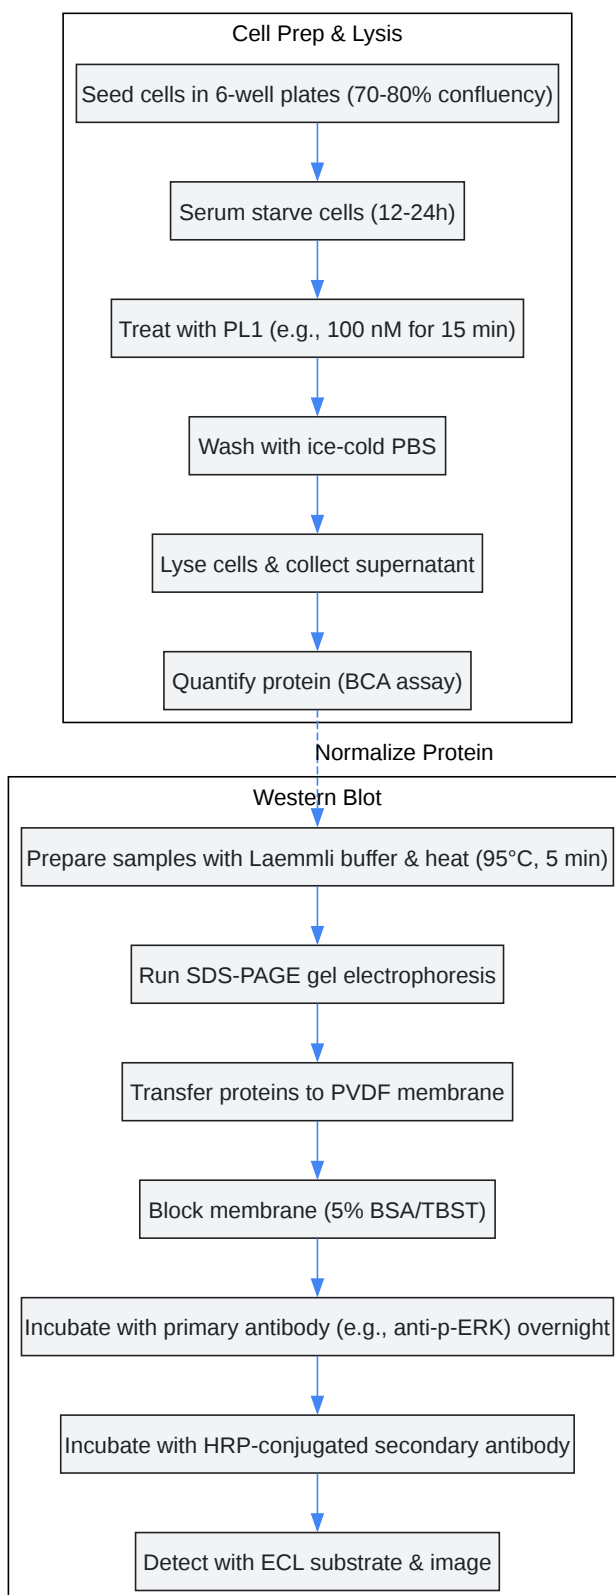 Cell Prep & Lysis
Seed cells in 6-well plates (70-80% confluency)
Serum starve cells (12-24h)
Treat with PL1 (e.g., 100 nM for 15 min)
Wash with ice-cold PBS
Lyse cells & collect supernatant
Quantify protein (BCA assay)
Normalize Protein
Western Blot
Prepare samples with Laemmli buffer & heat (95°C, 5 min)
Run SDS-PAGE gel electrophoresis
Transfer proteins to PVDF membrane
Block membrane (5% BSA/TBST)
Incubate with primary antibody (e.g., anti-p-ERK) overnight
Incubate with HRP-conjugated secondary antibody
Detect with ECL substrate & image